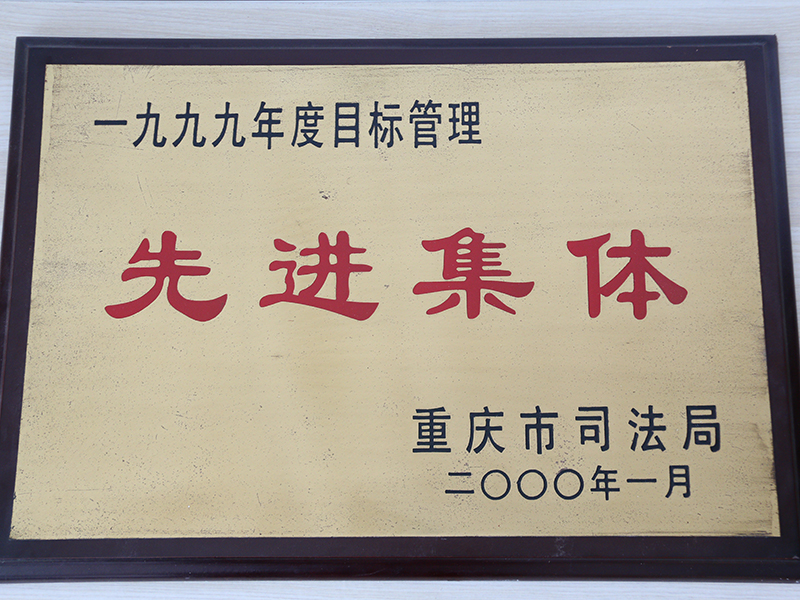 一九九九年度目标管理
先进集体
重庆市司法局
二〇〇〇年一月